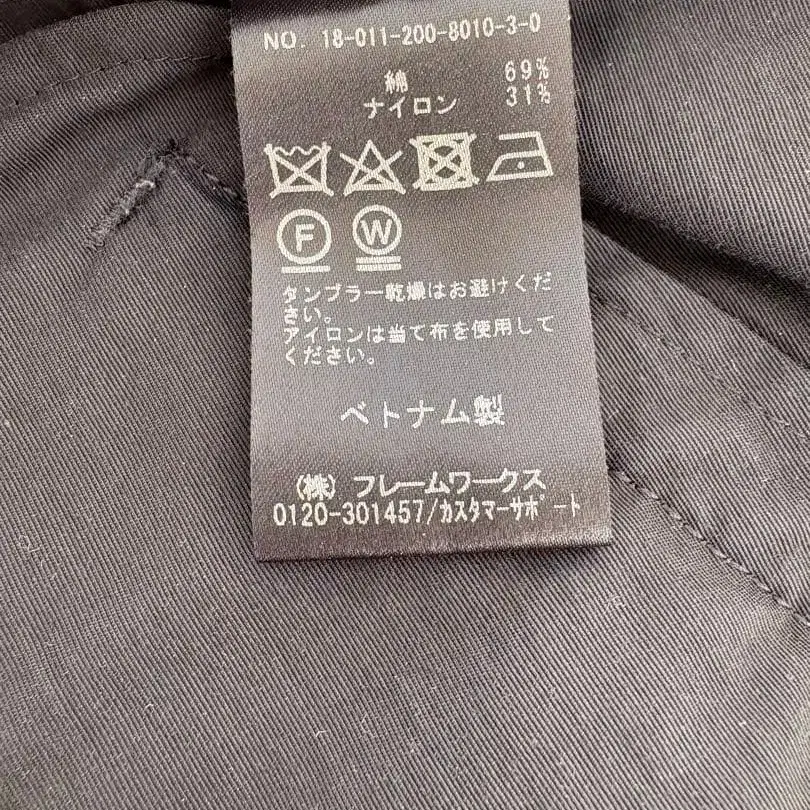 NO. 18-011-200-8010-3-0
綿 69%
ナイロン 31%
F W
タンブラー乾燥はお避けくだ
さい。
アイロンは当て布を使用して
ください。
ベトナム製
(株) フレームワークス
0120-301457/カスタマーサポート